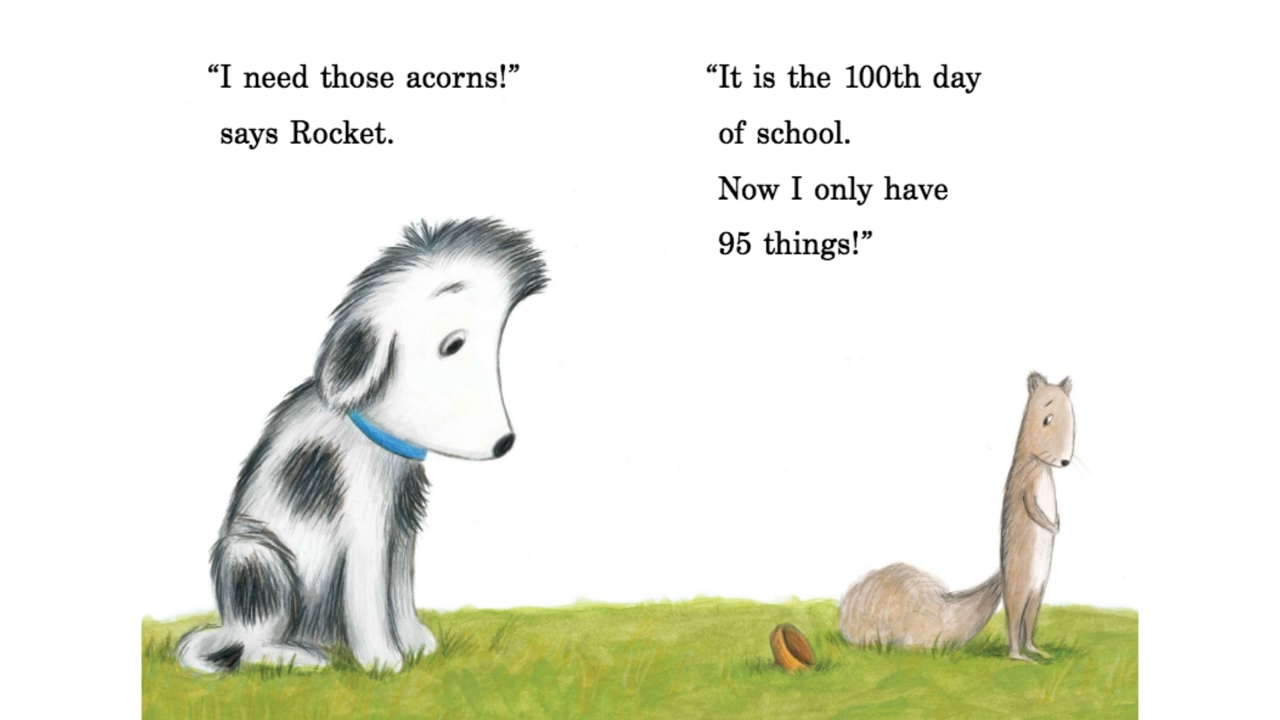 “I need those acorns!”
says Rocket.
“It is the 100th day
of school.
Now I only have
95 things!”